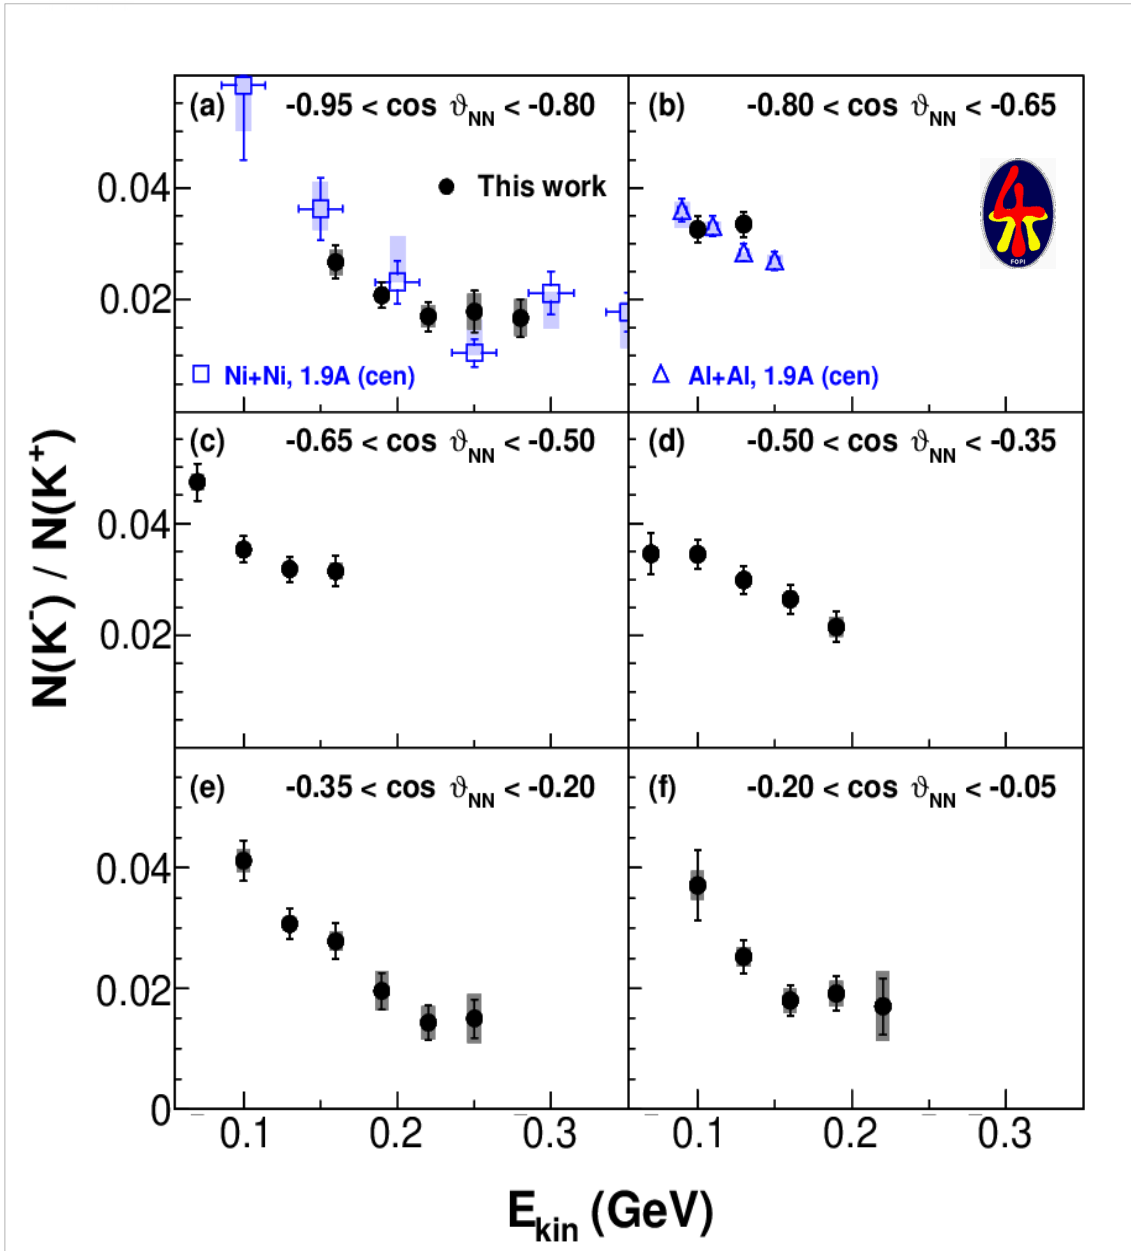 (a) -0.95 < cos ϑNN < -0.80
(b) -0.80 < cos ϑNN < -0.65
This work
FOPI
0.04
0.02
Ni+Ni, 1.9A (cen)
Al+Al, 1.9A (cen)
(c) -0.65 < cos ϑNN < -0.50
(d) -0.50 < cos ϑNN < -0.35
0.04
0.02
N(K-) / N(K+)
(e) -0.35 < cos ϑNN < -0.20
(f) -0.20 < cos ϑNN < -0.05
0.04
0.02
0
0.1 0.2 0.3 0.1 0.2 0.3
Ekin (GeV)